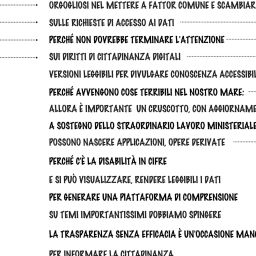 ORGOGLIOSI NEL METTERE A FATTOR COMUNE E SCAMBIAR
SULLE RICHIESTE DI ACCESSO AI DATI
PERCHÉ NON DOVREBBE TERMINARE L'ATTENZIONE
SUI DIRITTI DI CITTADINANZA DIGITALI
VERSIONI LEGGIBILI PER DIVULGARE CONOSCENZA ACCESSIBIL
PERCHÉ AVVENGONO COSE TERRIBILI NEL NOSTRO MARE:
ALLORA È IMPORTANTE UN CRUSCOTTO, CON AGGIORNAME
A SOSTEGNO DELLO STRAORDINARIO LAVORO MINISTERIALE
POSSONO NASCERE APPLICAZIONI, OPERE DERIVATE
PERCHÉ C'È LA DISABILITÀ IN CIFRE
E SI PUÒ VISUALIZZARE, RENDERE LEGGIBILI I DATI
PER GENERARE UNA PIATTAFORMA DI COMPRENSIONE
SU TEMI IMPORTANTISSIMI DOBBIAMO SPINGERE
LA TRASPARENZA SENZA EFFICACIA È UN'OCCASIONE MAN
PER INFORMARE LA CITTADINANZA